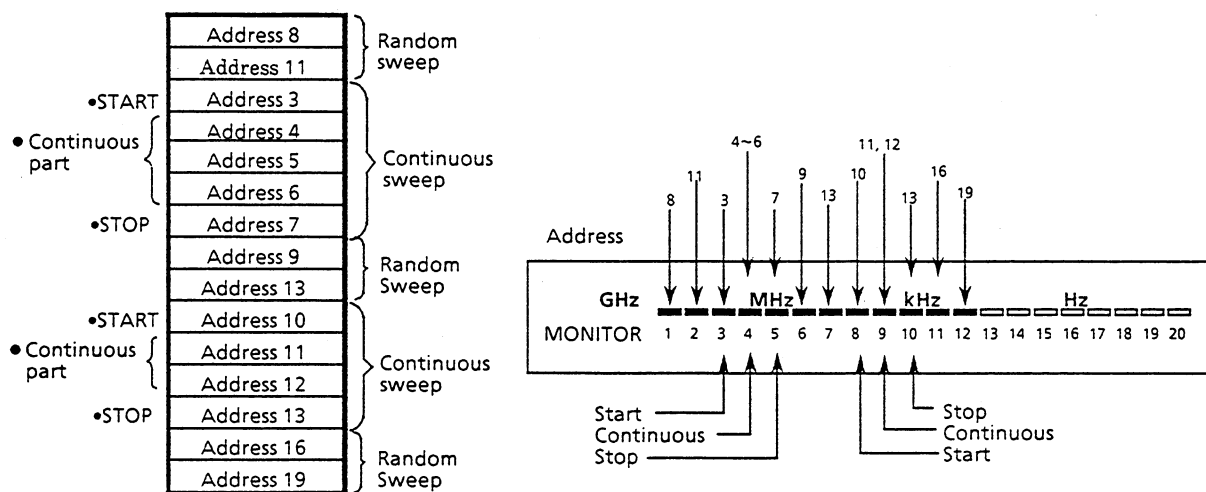 Address 8
Address 11
Random
sweep
•START
Address 3
● Continuous
part
Address 4
Address 5
Address 6
•STOP
Address 7
Continuous
sweep
Address 9
Address 13
Random
Sweep
•START
Address 10
● Continuous
part
Address 11
Address 12
•STOP
Address 13
Continuous
sweep
Address 16
Address 19
Random
Sweep
Address
8
11
3
4~6
7
9
13
10
11, 12
13
16
19
GHz MHz kHz Hz
MONITOR 1 2 3 4 5 6 7 8 9 10 11 12 13 14 15 16 17 18 19 20
Start
Continuous
Stop
Stop
Continuous
Start